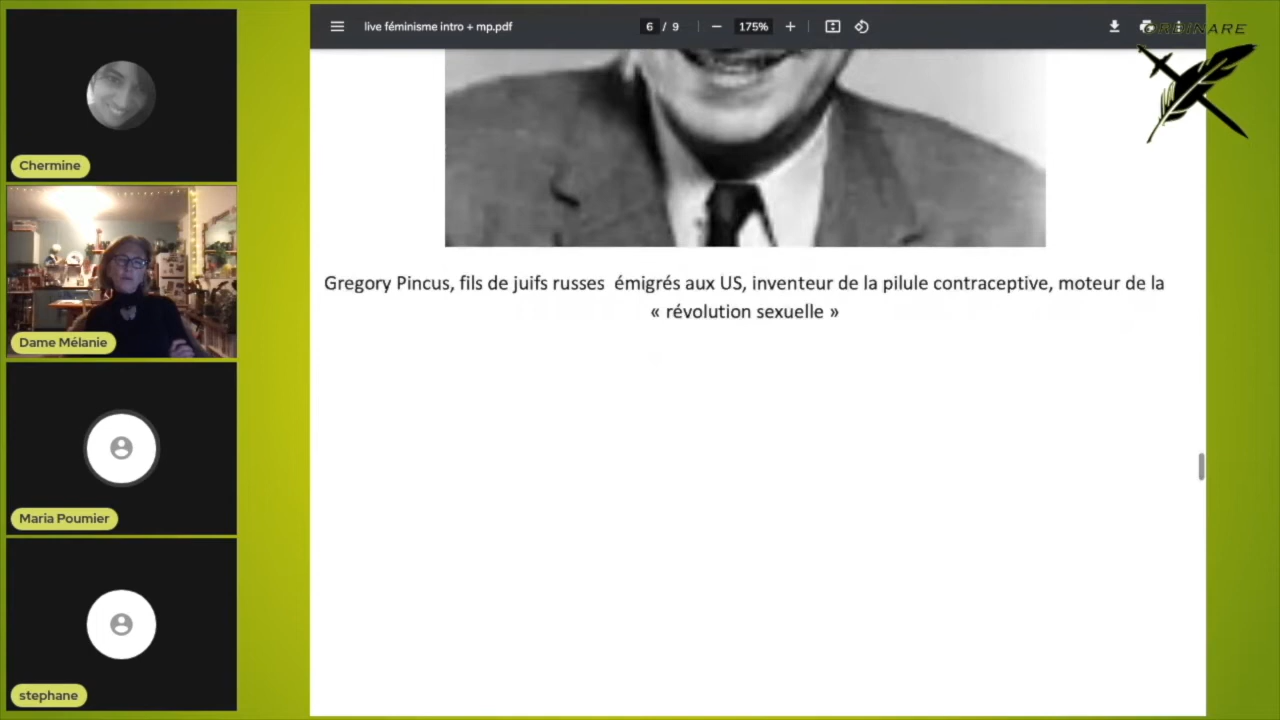 live féminisme intro + mp.pdf
6 / 9
175%
ORDINARE
Chermine
Dame Mélanie
Gregory Pincus, fils de juifs russes émigrés aux US, inventeur de la pilule contraceptive, moteur de la
« révolution sexuelle »
Maria Poumier
stephane